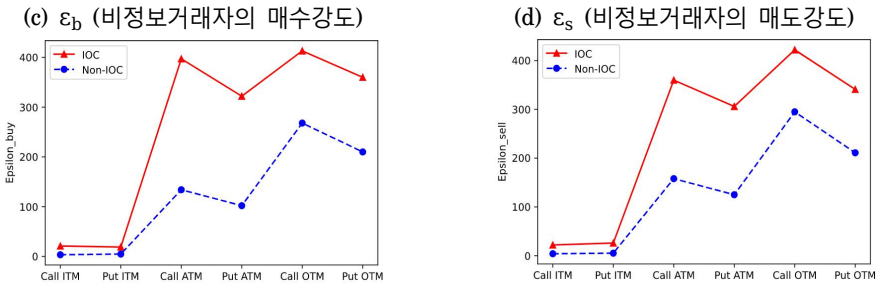 (c) εb (비정보거래자의 매수강도)
IOC
Non-IOC
400
300
200
100
0
Epsilon_buy
Call ITM Put ITM Call ATM Put ATM Call OTM Put OTM
(d) εs (비정보거래자의 매도강도)
IOC
Non-IOC
400
300
200
100
0
Epsilon_sell
Call ITM Put ITM Call ATM Put ATM Call OTM Put OTM